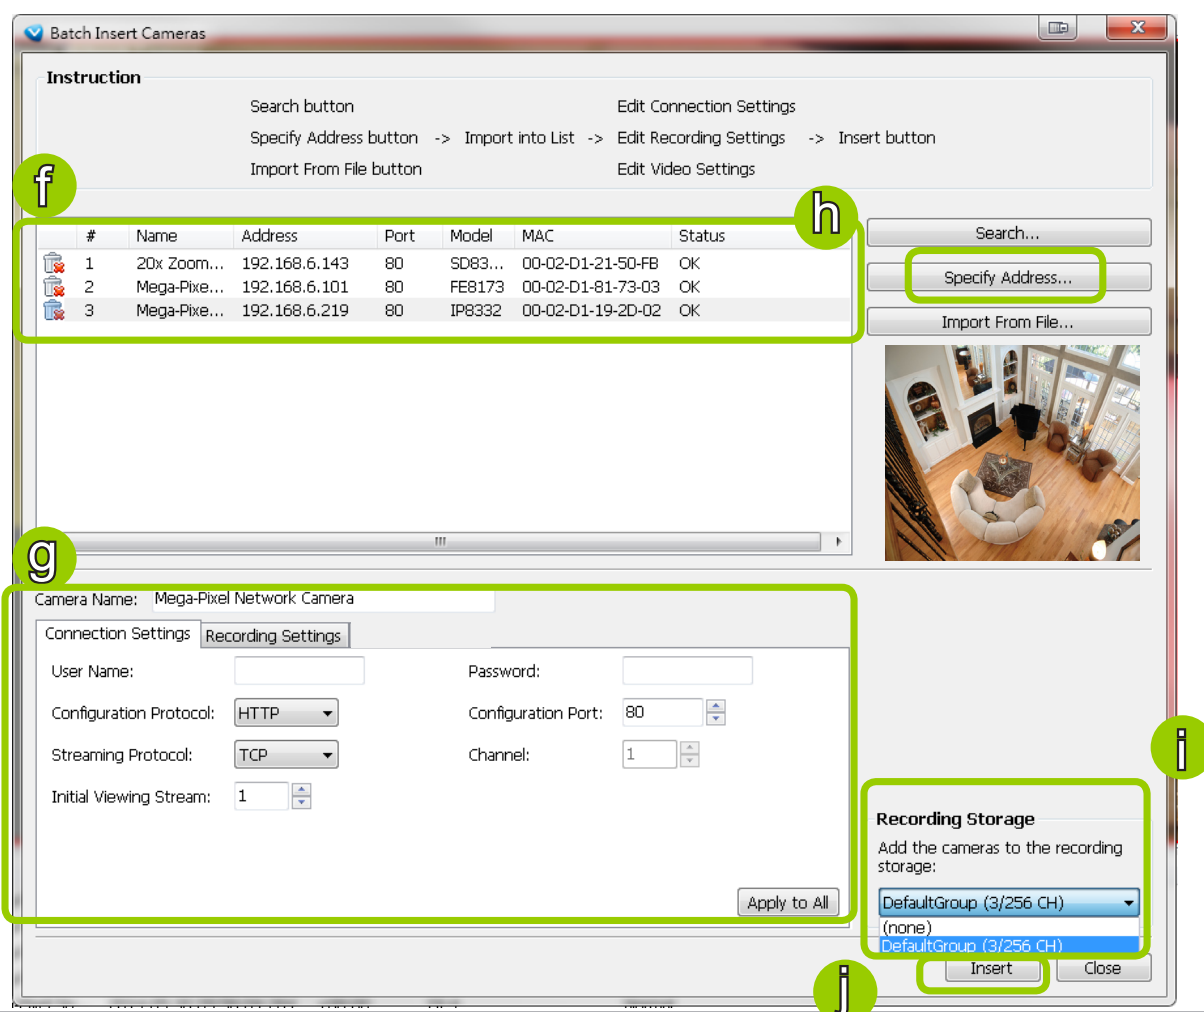 Batch Insert Cameras
Instruction
Search button
Edit Connection Settings
Specify Address button -> Import into List -> Edit Recording Settings -> Insert button
Import From File button
Edit Video Settings
f
h
# Name Address Port Model MAC Status
1 20x Zoom... 192.168.6.143 80 SD83... 00-02-D1-21-50-FB OK
2 Mega-Pixe... 192.168.6.101 80 FE8173 00-02-D1-81-73-03 OK
3 Mega-Pixe... 192.168.6.219 80 IP8332 00-02-D1-19-2D-02 OK
Search...
Specify Address...
Import From File...
g
Camera Name: Mega-Pixel Network Camera
Connection Settings Recording Settings
User Name: Password:
Configuration Protocol: HTTP Configuration Port: 80
Streaming Protocol: TCP Channel: 1
Initial Viewing Stream: 1
Apply to All
i
Recording Storage
Add the cameras to the recording
storage:
DefaultGroup (3/256 CH)
(none)
DefaultGroup (3/256 CH)
j
Insert Close